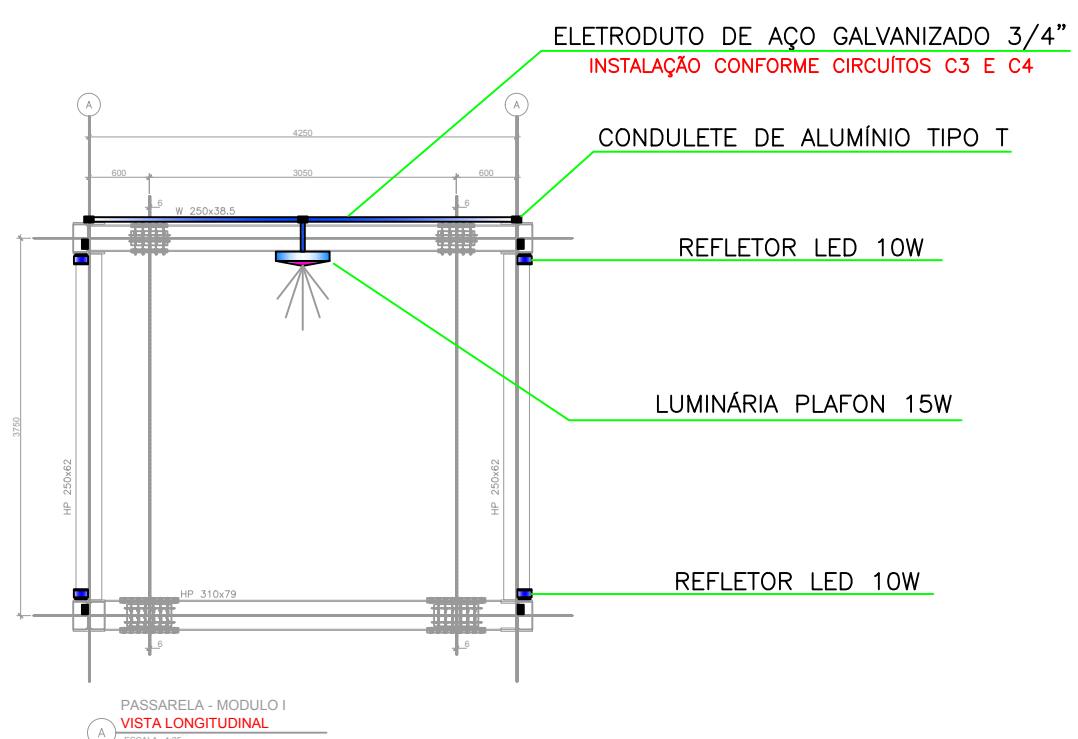 ELETRODUTO DE AÇO GALVANIZADO 3/4"
INSTALAÇÃO CONFORME CIRCUÍTOS C3 E C4
A
A
4250
CONDULETE DE ALUMÍNIO TIPO T
600
3050
600
6
6
W 250x38.5
REFLETOR LED 10W
LUMINÁRIA PLAFON 15W
3750
HP 250x62
HP 250x62
REFLETOR LED 10W
HP 310x79
6
6
PASSARELA - MODULO I
VISTA LONGITUDINAL
A